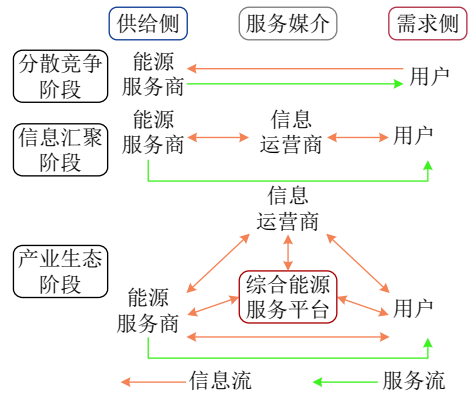 供给侧
服务媒介
需求侧
分散竞争
阶段
能源
服务商
用户
信息汇聚
阶段
能源
服务商
信息
运营商
用户
信息
运营商
产业生态
阶段
综合能源
服务平台
能源
服务商
用户
信息流
服务流